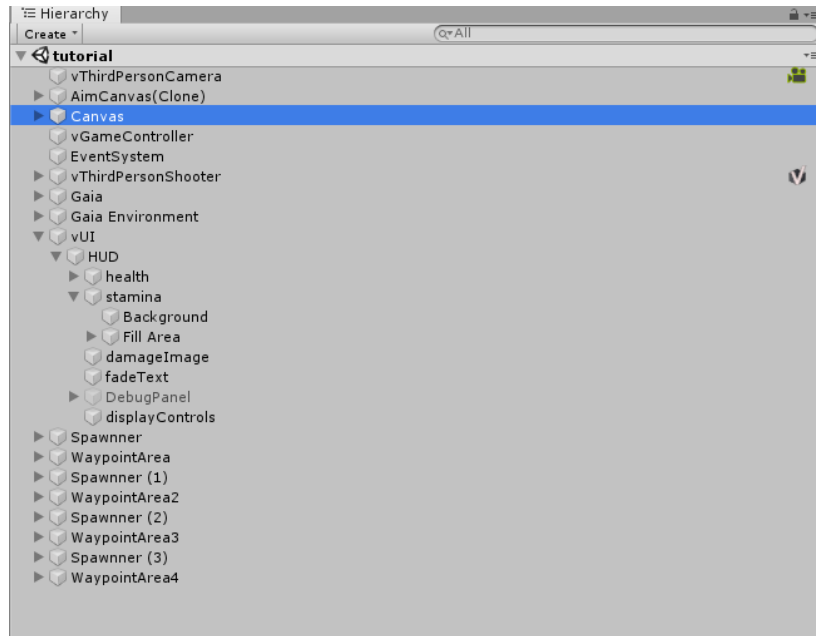 Hierarchy
Create All
tutorial
vThirdPersonCamera
AimCanvas(Clone)
Canvas
vGameController
EventSystem
vThirdPersonShooter
Gaia
Gaia Environment
vUI
HUD
health
stamina
Background
Fill Area
damageImage
fadeText
DebugPanel
displayControls
Spawnner
WaypointArea
Spawnner (1)
WaypointArea2
Spawnner (2)
WaypointArea3
Spawnner (3)
WaypointArea4